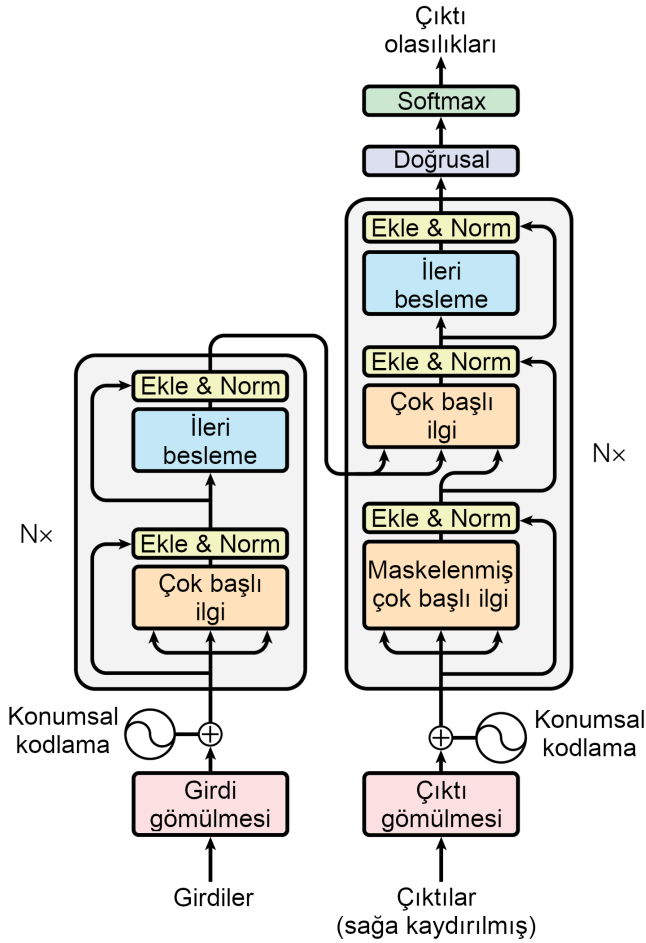 Çıktı
olasılıkları
Softmax
Doğrusal
Ekle & Norm
İleri
besleme
Ekle & Norm
Çok başlı
ilgi
Ekle & Norm
Maskelenmiş
çok başlı ilgi
N×
Ekle & Norm
İleri
besleme
Ekle & Norm
Çok başlı
ilgi
N×
Konumsal
kodlama
Konumsal
kodlama
Girdi
gömülmesi
Çıktı
gömülmesi
Girdiler
Çıktılar
(sağa kaydırılmış)